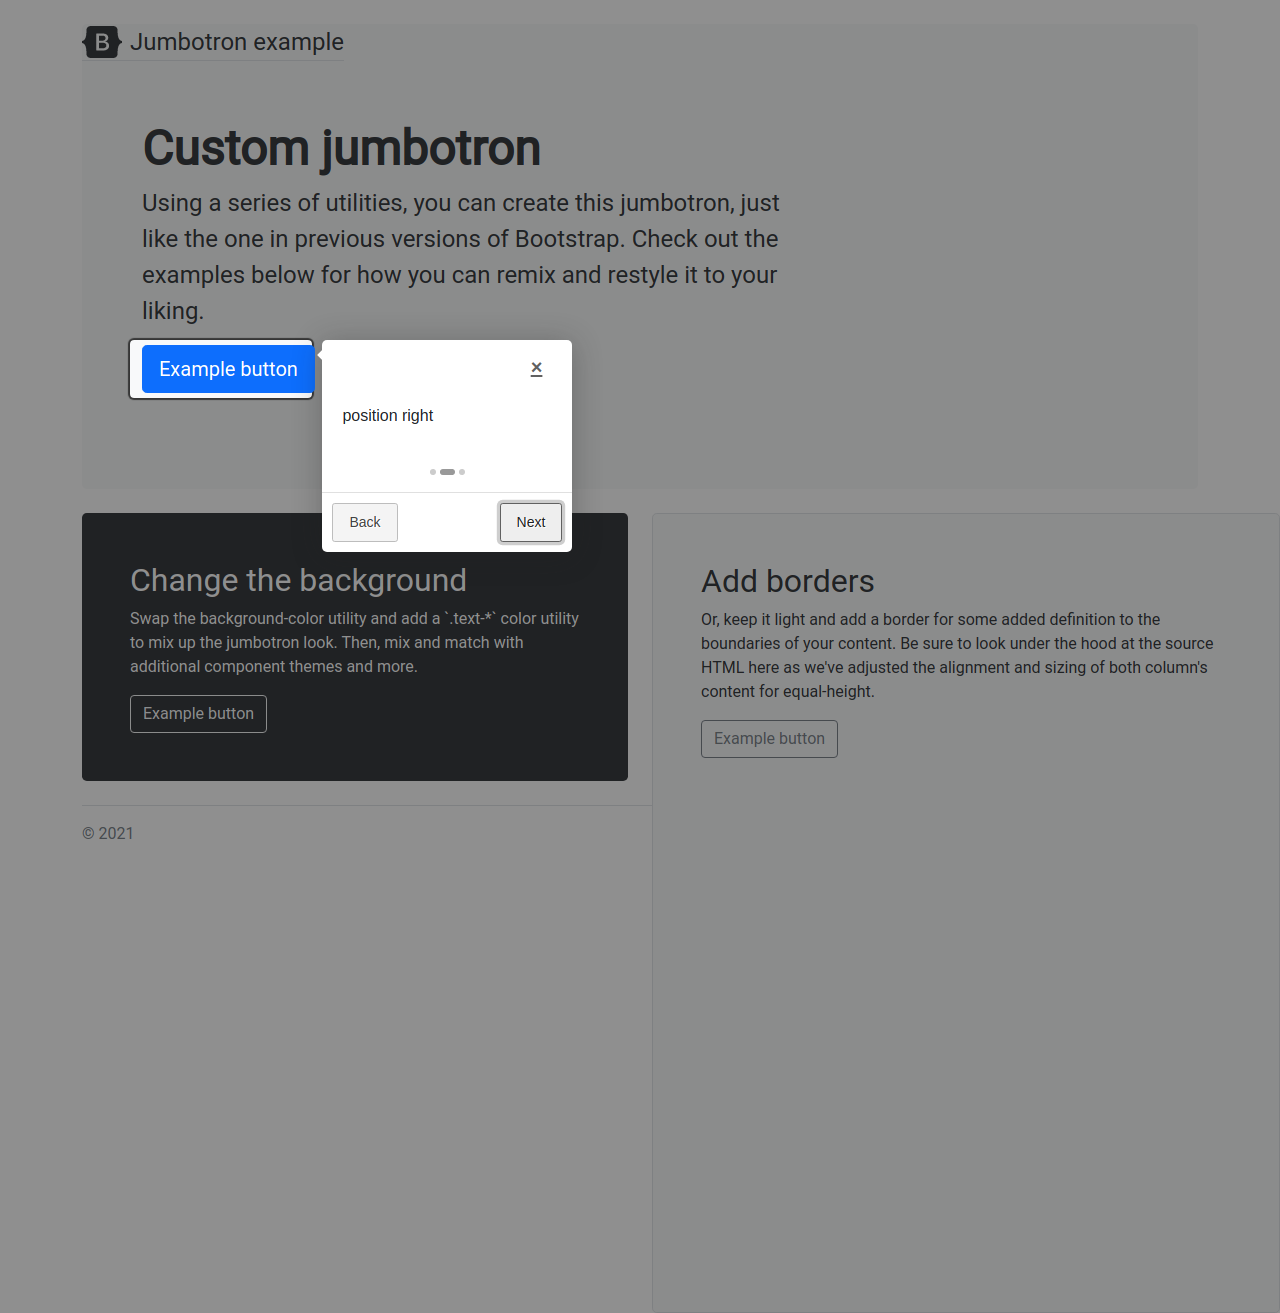 B Jumbotron example
Custom jumbotron
Using a series of utilities, you can create this jumbotron, just
like the one in previous versions of Bootstrap. Check out the
examples below for how you can remix and restyle it to your
liking.
Example button
×
position right
Back
Next
Change the background
Swap the background-color utility and add a `.text-*` color utility
to mix up the jumbotron look. Then, mix and match with
additional component themes and more.
Example button
Add borders
Or, keep it light and add a border for some added definition to the
boundaries of your content. Be sure to look under the hood at the source
HTML here as we've adjusted the alignment and sizing of both column's
content for equal-height.
Example button
© 2021